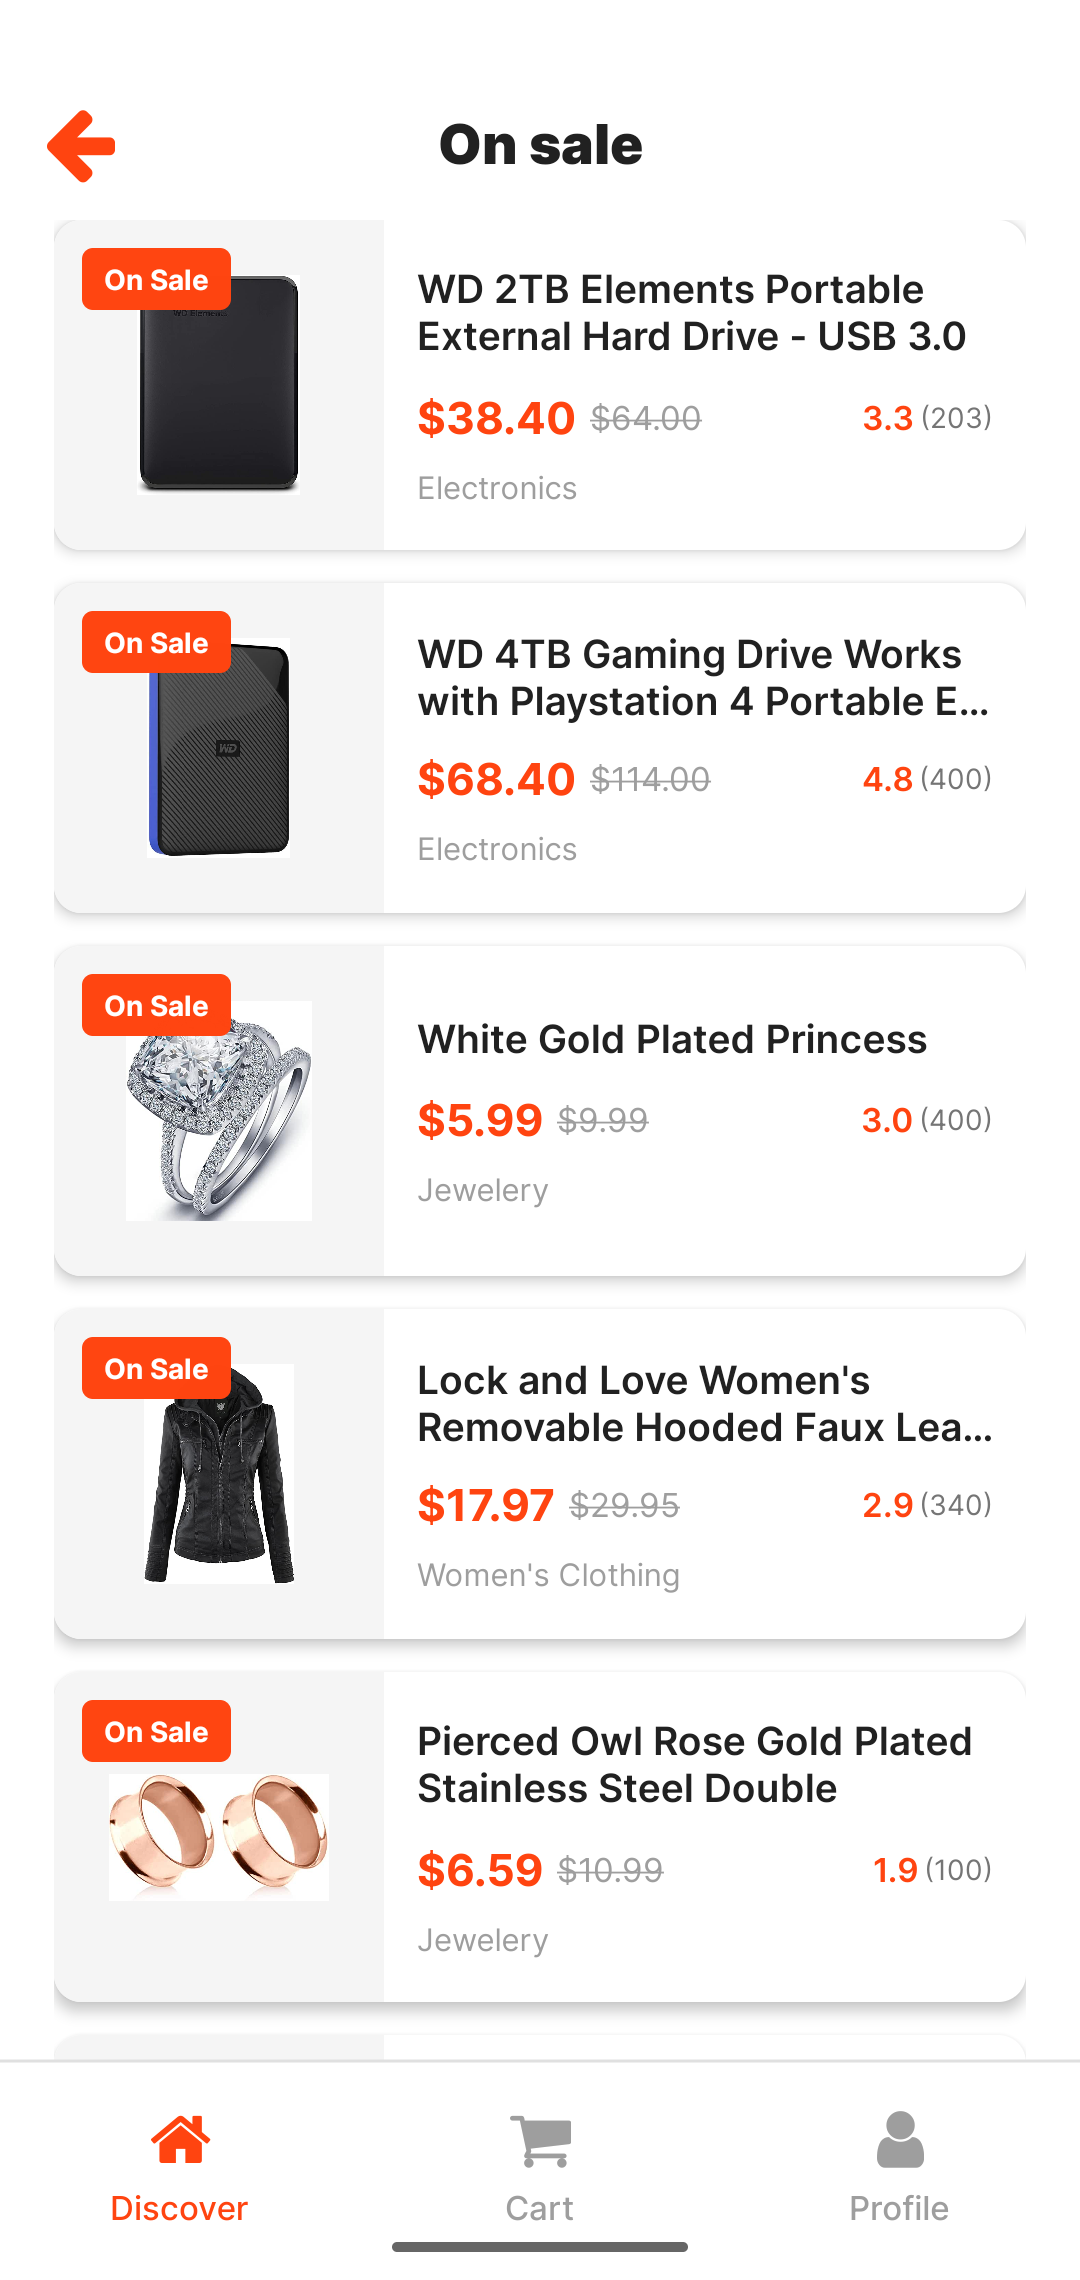 On sale
On Sale
WD Elements
WD 2TB Elements Portable
External Hard Drive - USB 3.0
$38.40 $64.00 3.3 (203)
Electronics
On Sale
WD
WD 4TB Gaming Drive Works
with Playstation 4 Portable E...
$68.40 $114.00 4.8 (400)
Electronics
On Sale
White Gold Plated Princess
$5.99 $9.99 3.0 (400)
Jewelery
On Sale
Lock and Love Women's
Removable Hooded Faux Lea...
$17.97 $29.95 2.9 (340)
Women's Clothing
On Sale
Pierced Owl Rose Gold Plated
Stainless Steel Double
$6.59 $10.99 1.9 (100)
Jewelery
Discover
Cart
Profile